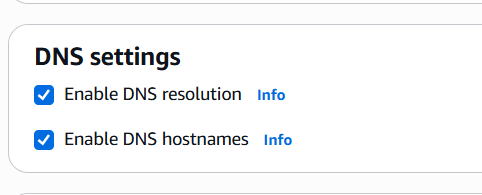 DNS settings
Enable DNS resolution Info
Enable DNS hostnames Info